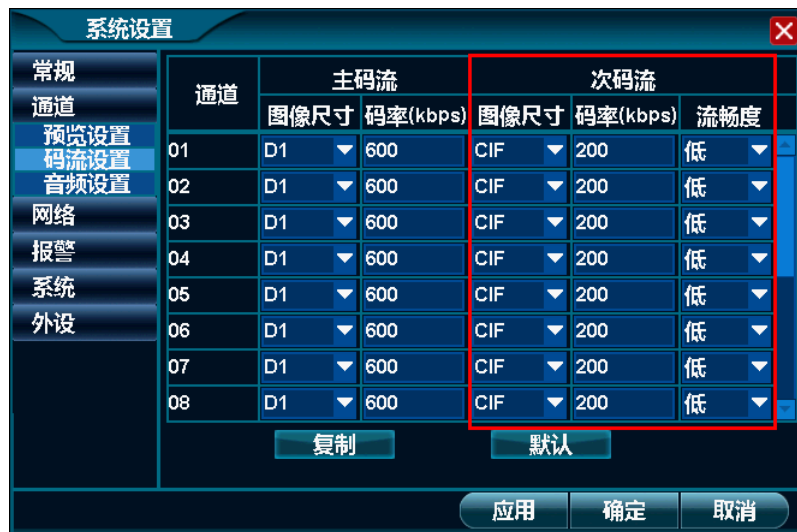 系统设置
常规
通道
预览设置
码流设置
音频设置
网络
报警
系统
外设
通道 主码流 次码流
图像尺寸 码率(kbps) 图像尺寸 码率(kbps) 流畅度
01 D1 600 CIF 200 低
02 D1 600 CIF 200 低
03 D1 600 CIF 200 低
04 D1 600 CIF 200 低
05 D1 600 CIF 200 低
06 D1 600 CIF 200 低
07 D1 600 CIF 200 低
08 D1 600 CIF 200 低
复制 默认
应用 确定 取消